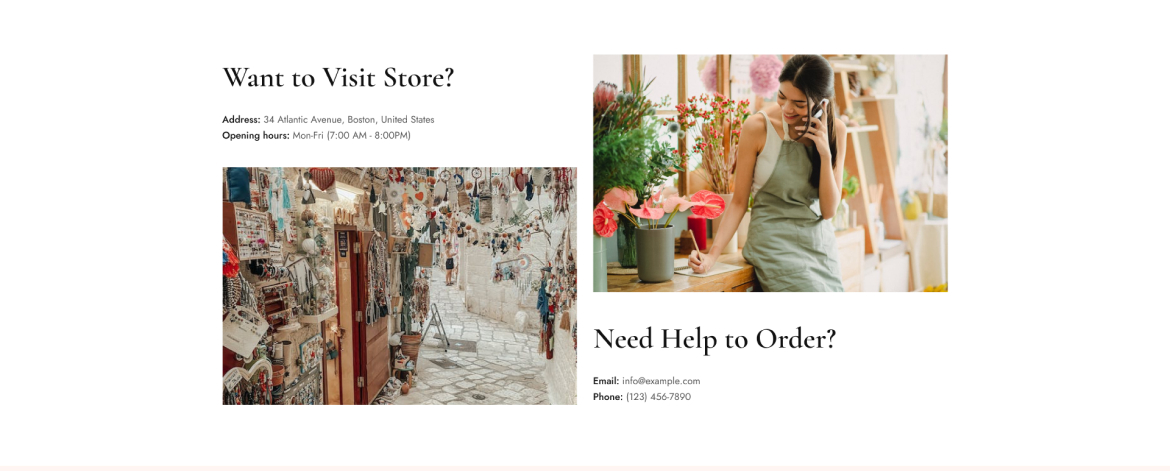 Want to Visit Store?
Address: 34 Atlantic Avenue, Boston, United States
Opening hours: Mon-Fri (7:00 AM - 8:00PM)
Need Help to Order?
Email: info@example.com
Phone: (123) 456-7890